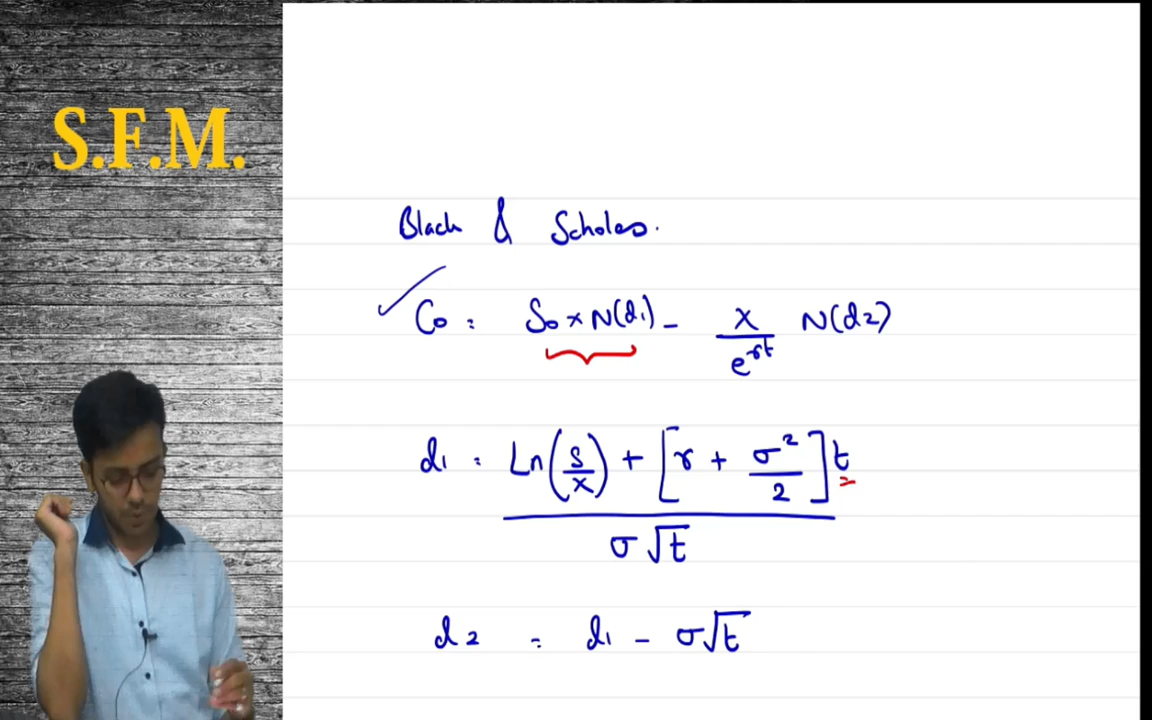 S.F.M.
Black & Scholes.
✓ C₀ = S₀ × N(d₁) - X/e^rt N(d₂)
d₁ = Ln(S/X) + [r + σ²/2]t / σ√t
d₂ = d₁ - σ√t